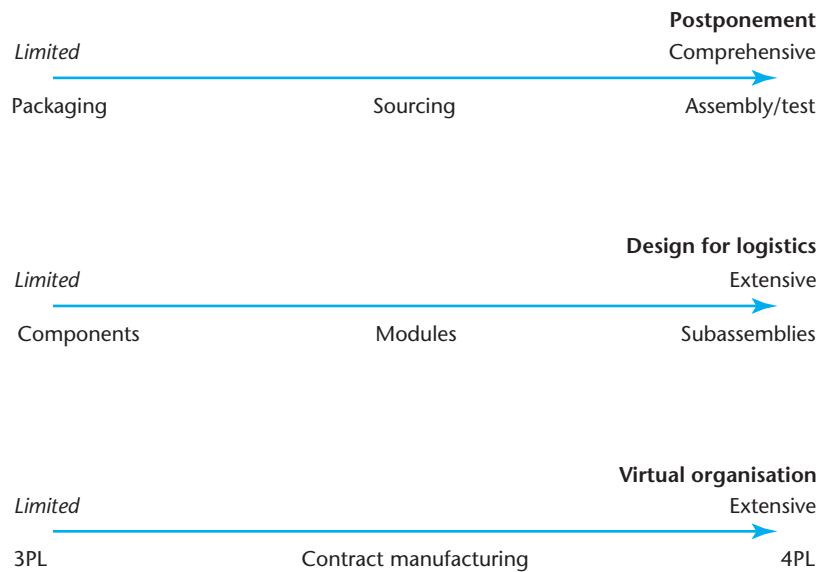 Postponement
Limited Comprehensive
Packaging Sourcing Assembly/test
Design for logistics
Limited Extensive
Components Modules Subassemblies
Virtual organisation
Limited Extensive
3PL Contract manufacturing 4PL